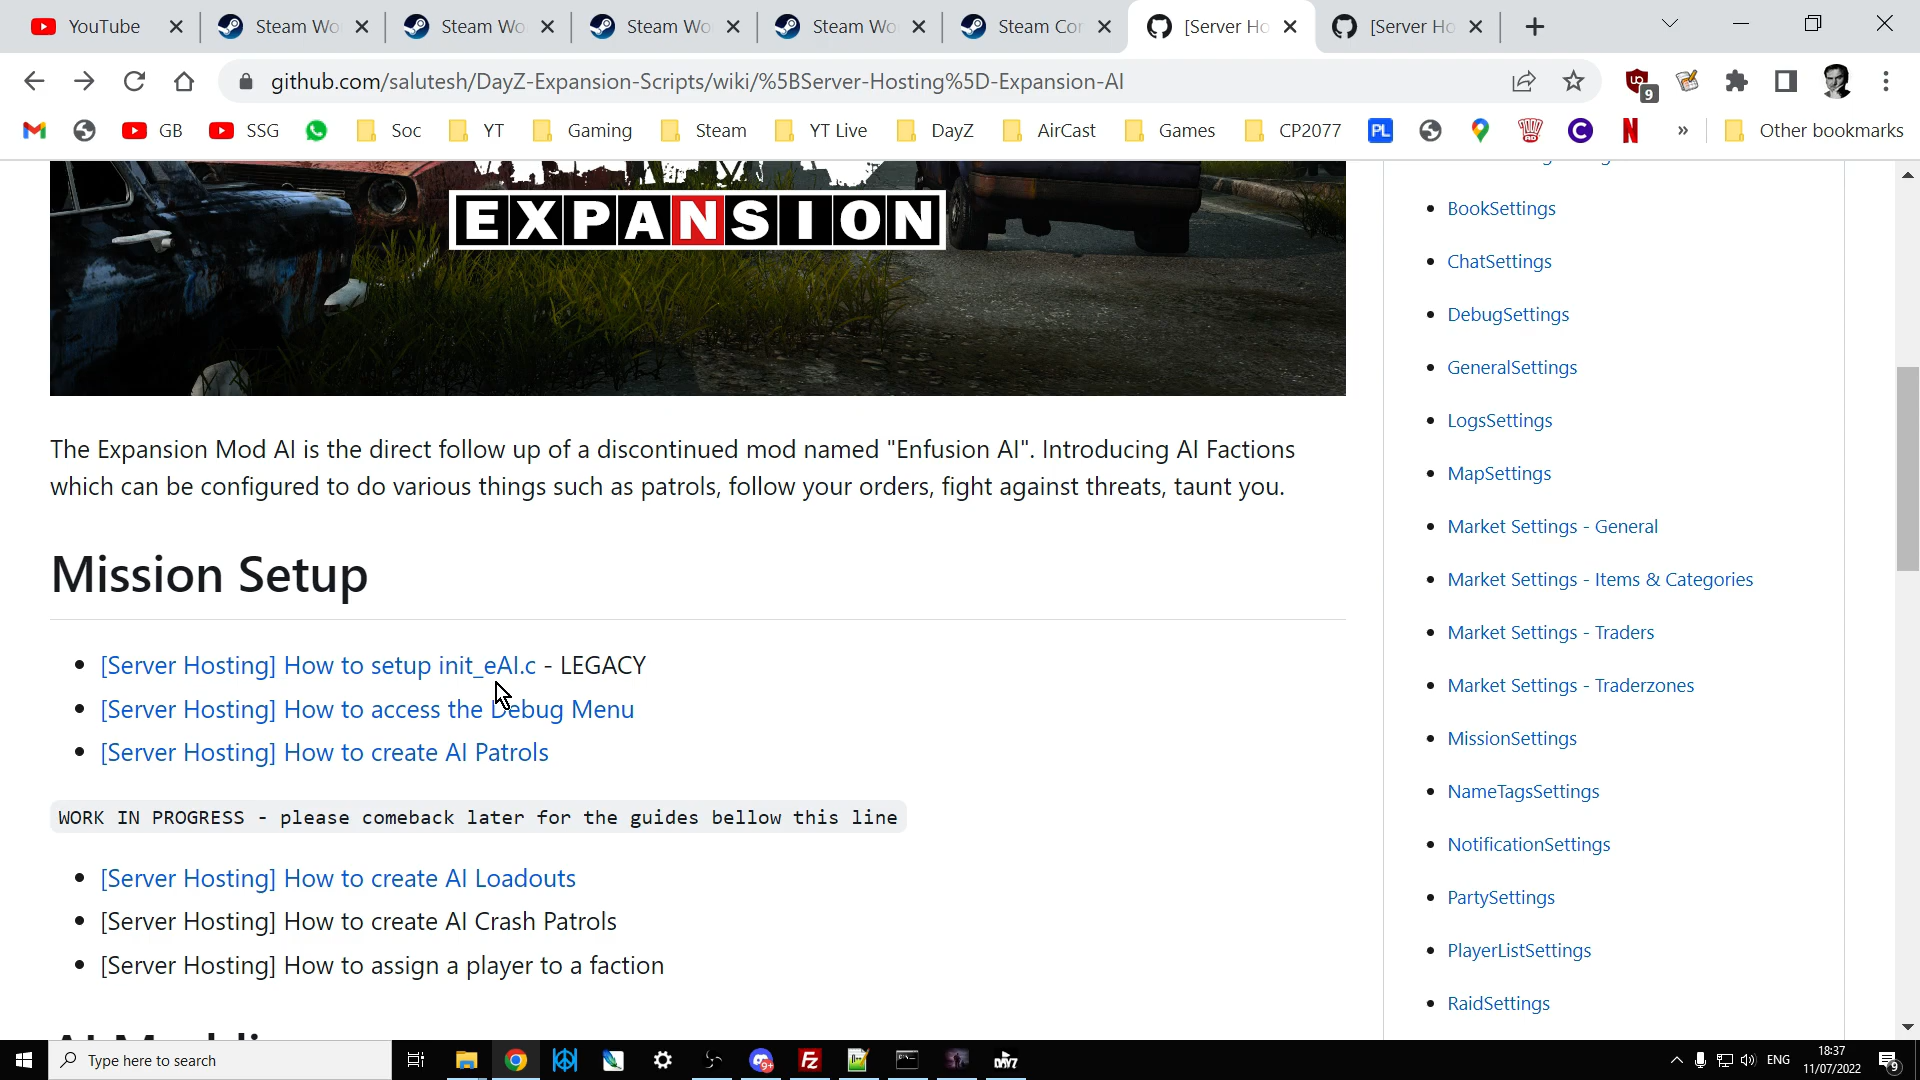 YouTube
Steam Wo
Steam Wo
Steam Wo
Steam Wo
Steam Cor
[Server Ho
[Server Ho
github.com/salutesh/DayZ-Expansion-Scripts/wiki/%5BServer-Hosting%5D-Expansion-AI
9
GB
SSG
Soc
YT
Gaming
Steam
YT Live
DayZ
AirCast
Games
CP2077
PL
»
Other bookmarks
EXPANSION
The Expansion Mod AI is the direct follow up of a discontinued mod named "Enfusion AI". Introducing AI Factions
which can be configured to do various things such as patrols, follow your orders, fight against threats, taunt you.
Mission Setup
[Server Hosting] How to setup init_eAI.c - LEGACY
[Server Hosting] How to access the Debug Menu
[Server Hosting] How to create AI Patrols
WORK IN PROGRESS - please comeback later for the guides bellow this line
[Server Hosting] How to create AI Loadouts
[Server Hosting] How to create AI Crash Patrols
[Server Hosting] How to assign a player to a faction
BookSettings
ChatSettings
DebugSettings
GeneralSettings
LogsSettings
MapSettings
Market Settings - General
Market Settings - Items & Categories
Market Settings - Traders
Market Settings - Traderzones
MissionSettings
NameTagsSettings
NotificationSettings
PartySettings
PlayerListSettings
RaidSettings
Type here to search
9+
Fz
DAYZ
ENG
18:37
11/07/2022
9